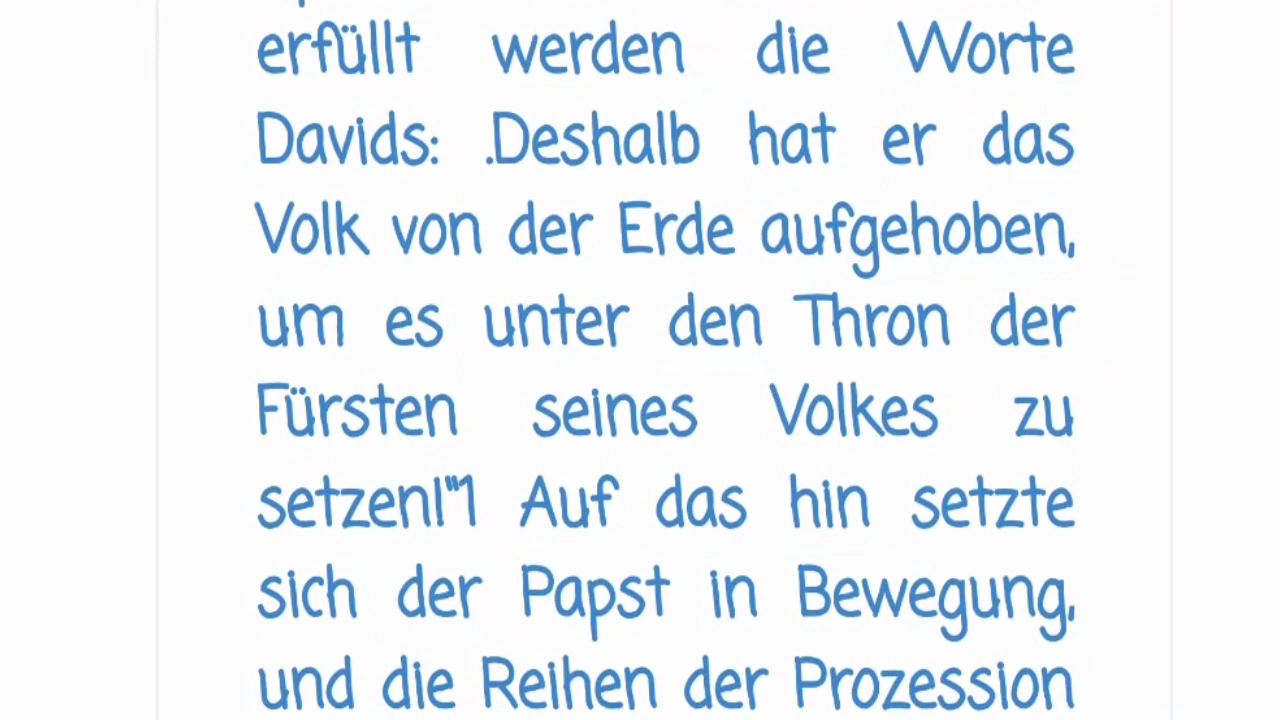 erfüllt werden die Worte
Davids: .Deshalb hat er das
Volk von der Erde aufgehoben,
um es unter den Thron der
Fürsten seines Volkes zu
setzen!"1 Auf das hin setzte
sich der Papst in Bewegung,
und die Reihen der Prozession